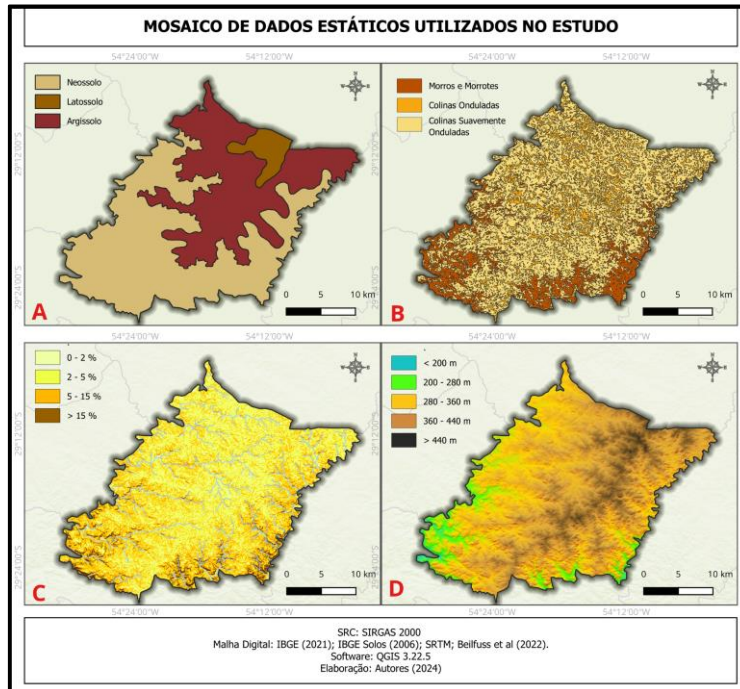 MOSAICO DE DADOS ESTÁTICOS UTILIZADOS NO ESTUDO
54°24'00"W 54°12'00"W
Neossolo
Latossolo
Argissolo
Morros e Morrotes
Colinas Onduladas
Colinas Suavemente
Onduladas
29°12'00"S
29°24'00"S
29°12'00"S
29°24'00"S
0 5 10 km
0 5 10 km
A
B
54°24'00"W 54°12'00"W
54°24'00"W 54°12'00"W
0 - 2 %
2 - 5 %
5 - 15 %
> 15 %
< 200 m
200 - 280 m
280 - 360 m
360 - 440 m
> 440 m
29°12'00"S
29°24'00"S
29°12'00"S
29°24'00"S
0 5 10 km
0 5 10 km
C
D
54°24'00"W 54°12'00"W
SRC: SIRGAS 2000
Malha Digital: IBGE (2021); IBGE Solos (2006); SRTM; Beilfuss et al (2022).
Software: QGIS 3.22.5
Elaboração: Autores (2024)